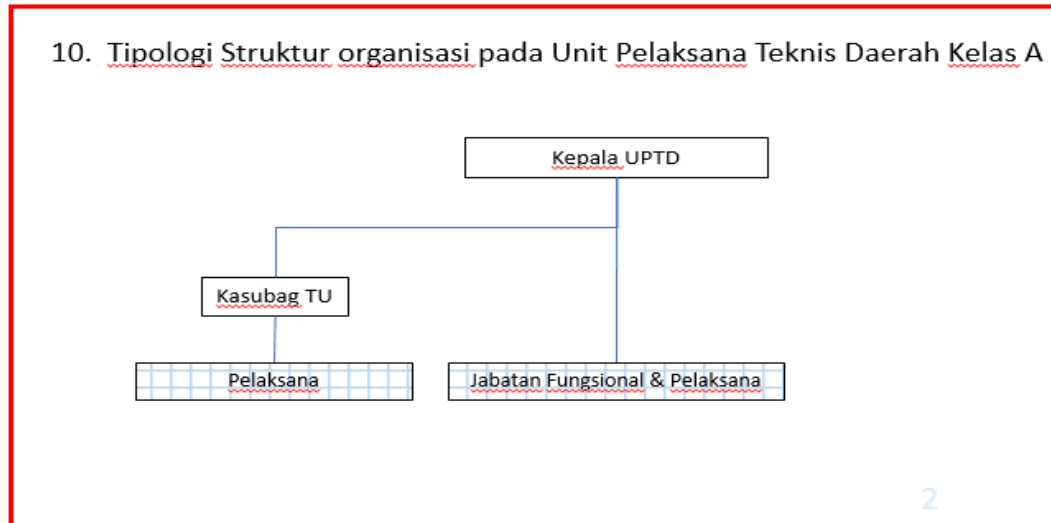 10. Tipologi Struktur organisasi pada Unit Pelaksana Teknis Daerah Kelas A
Kepala UPTD
Kasubag TU
Pelaksana
Jabatan Fungsional & Pelaksana
2